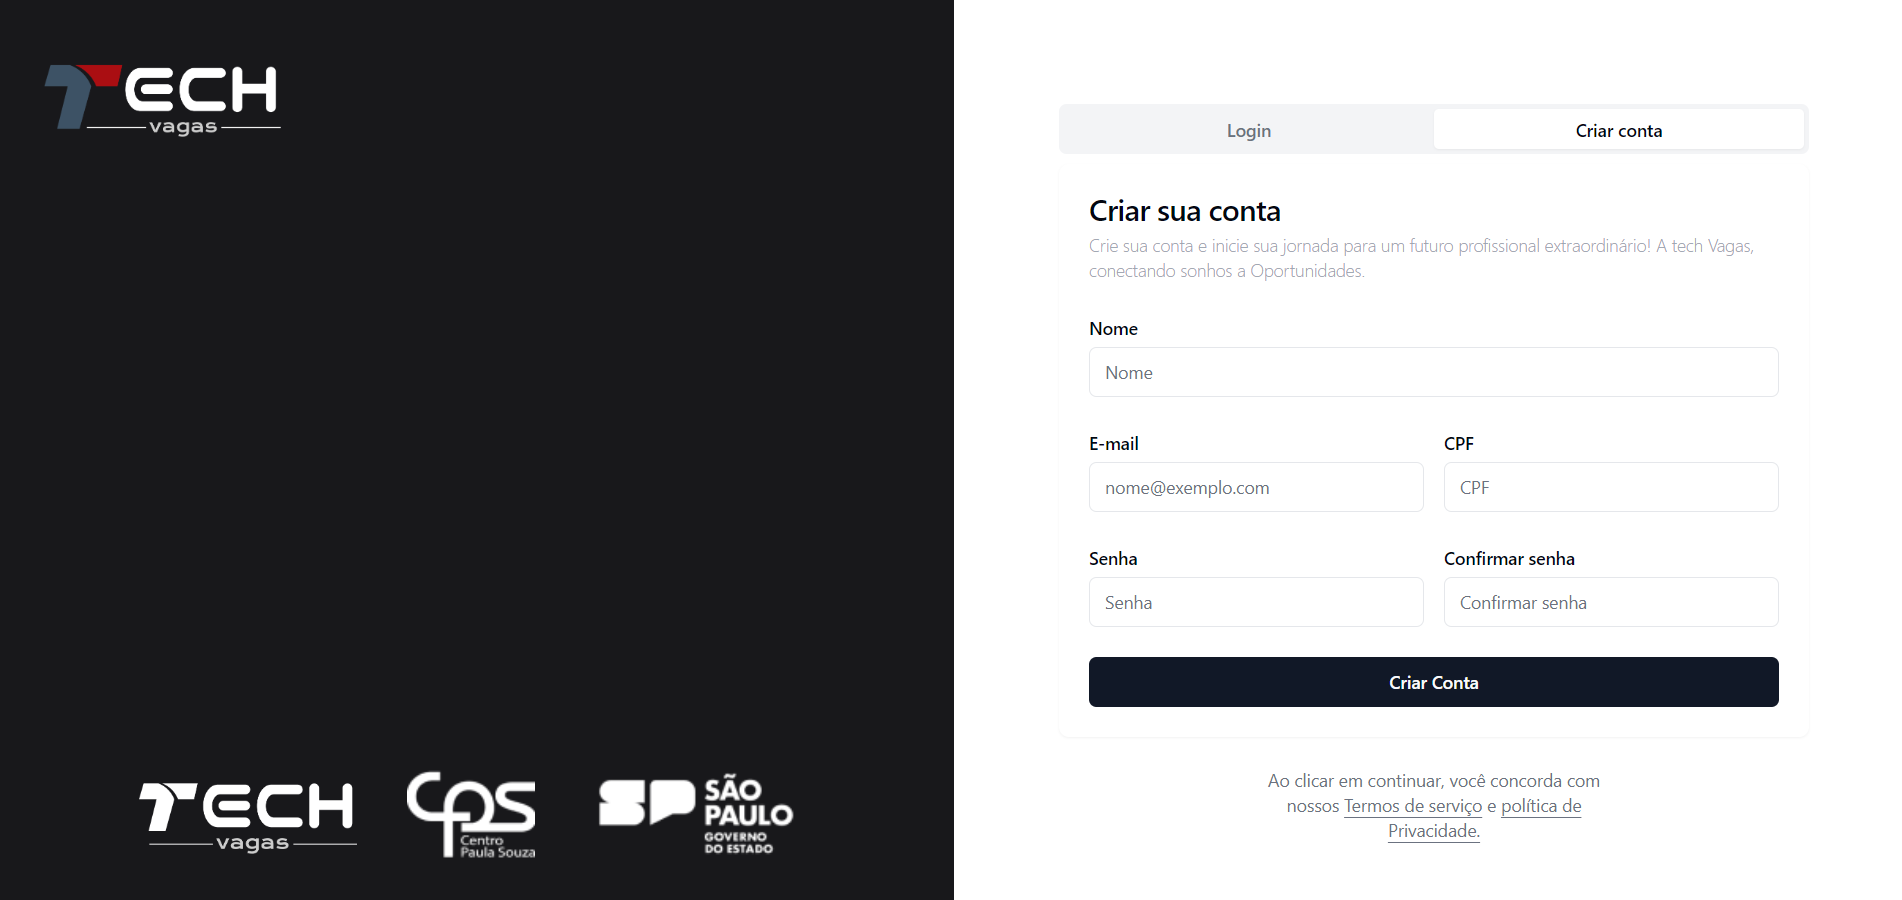 TECH
vagas
Login
Criar conta
Criar sua conta
Crie sua conta e inicie sua jornada para um futuro profissional extraordinário! A tech Vagas,
conectando sonhos a Oportunidades.
Nome
Nome
E-mail
CPF
nome@exemplo.com
CPF
Senha
Confirmar senha
Senha
Confirmar senha
Criar Conta
Ao clicar em continuar, você concorda com
nossos Termos de serviço e política de
Privacidade.
TECH
vagas
CPS
Centro
Paula Souza
SP
SÃO
PAULO
GOVERNO
DO ESTADO